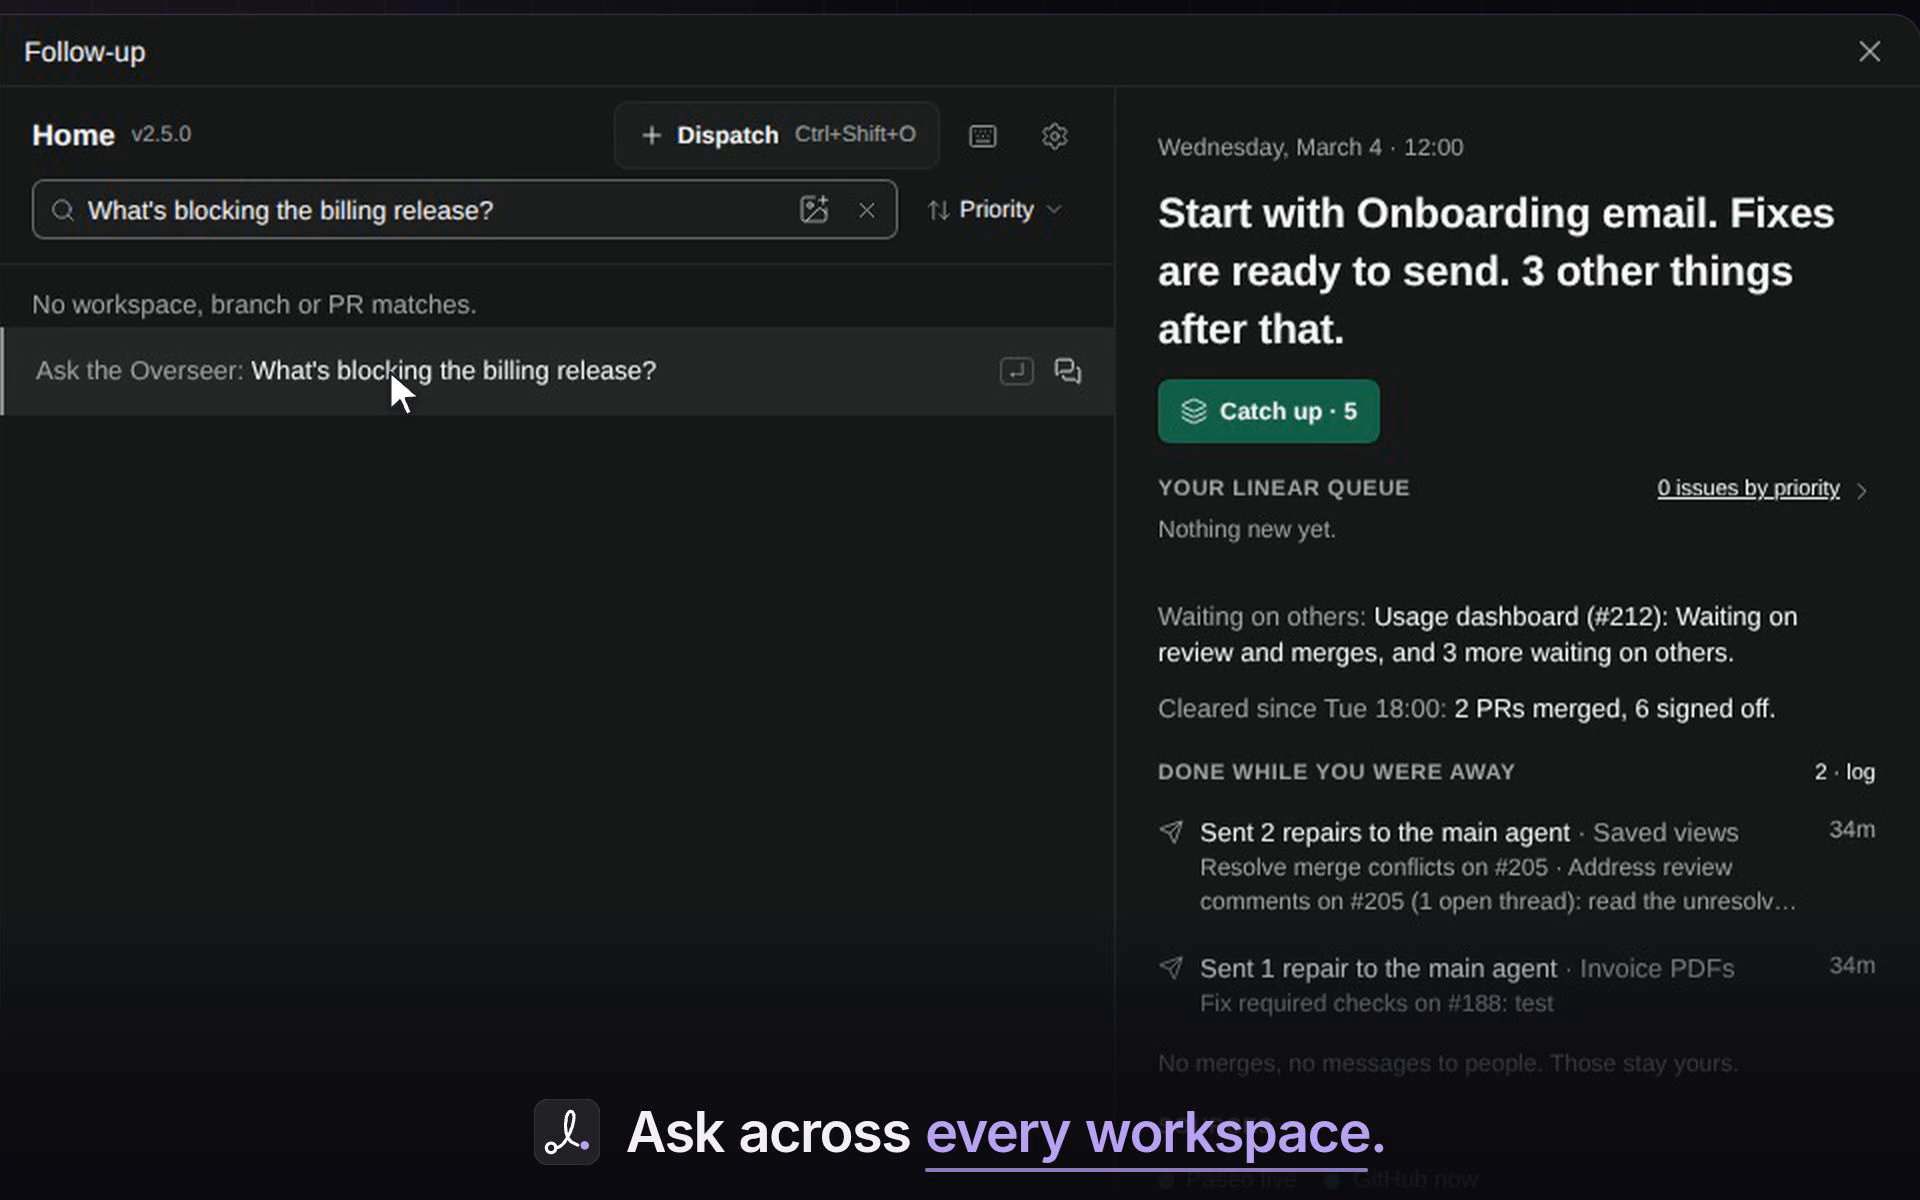 Follow-up
Home v2.5.0
Dispatch Ctrl+Shift+O
What's blocking the billing release?
Priority
No workspace, branch or PR matches.
Ask the Overseer: What's blocking the billing release?
Wednesday, March 4 · 12:00
Start with Onboarding email. Fixes
are ready to send. 3 other things
after that.
Catch up · 5
YOUR LINEAR QUEUE
0 issues by priority
Nothing new yet.
Waiting on others: Usage dashboard (#212): Waiting on
review and merges, and 3 more waiting on others.
Cleared since Tue 18:00: 2 PRs merged, 6 signed off.
DONE WHILE YOU WERE AWAY
2 · log
Sent 2 repairs to the main agent · Saved views
34m
Resolve merge conflicts on #205 · Address review
comments on #205 (1 open thread): read the unresolv…
Sent 1 repair to the main agent · Invoice PDFs
34m
Fix required checks on #188: test
No merges, no messages to people. Those stay yours.
Ask across every workspace.
Paseo live GitHub now